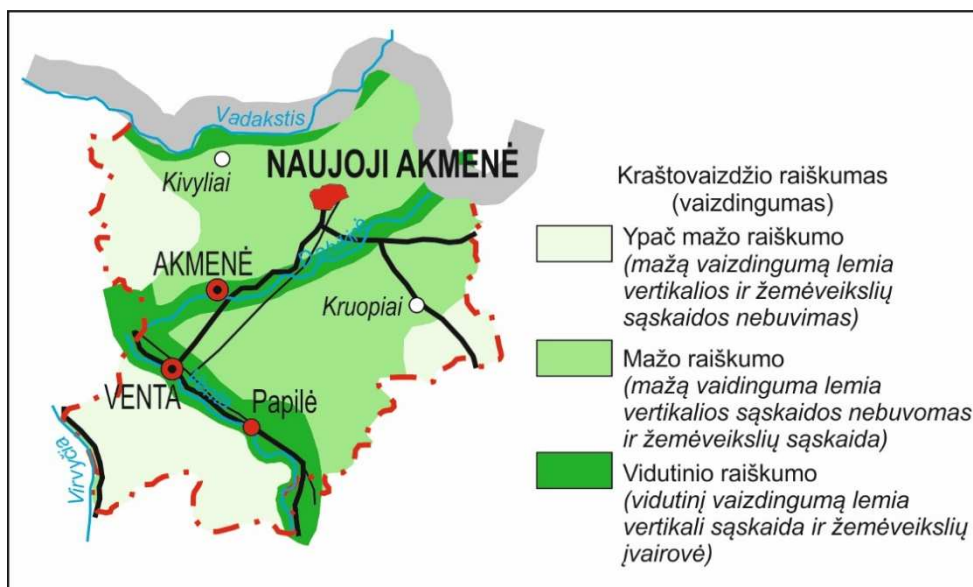 Vadakstis
Kivyliai
NAUJOJI AKMENĖ
AKMENĖ
Kruopiai
VENTA
Papilė
Virvyčia
Kraštovaizdžio raiškumas
(vaizdingumas)
Ypač mažo raiškumo
(mažą vaizdingumą lemia
vertikalios ir žemėveikslių
sąskaidos nebuvimas)
Mažo raiškumo
(mažą vaidinguma lemia
vertikalios sąskaidos nebuvomas
ir žemėveikslių sąskaida)
Vidutinio raiškumo
(vidutinį vaizdingumą lemia
vertikali sąskaida ir žemėveikslių
įvairovė)